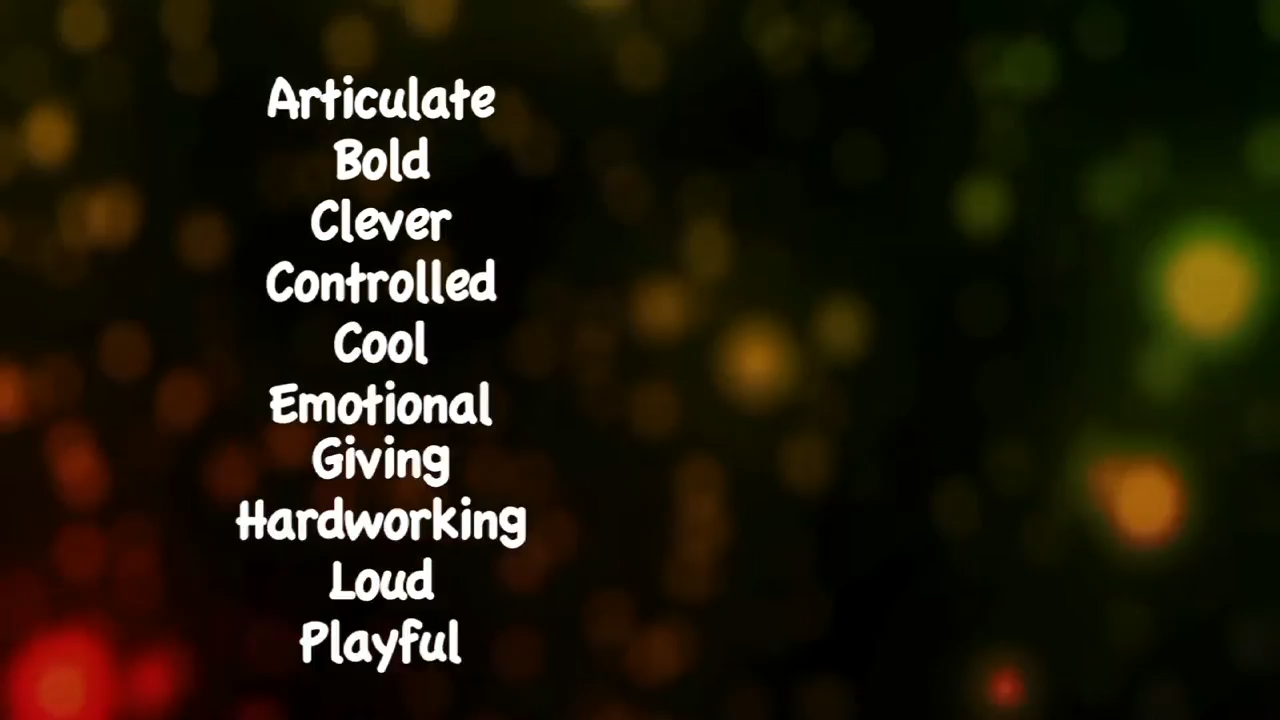 Articulate
Bold
Clever
Controlled
Cool
Emotional
Giving
Hardworking
Loud
Playful